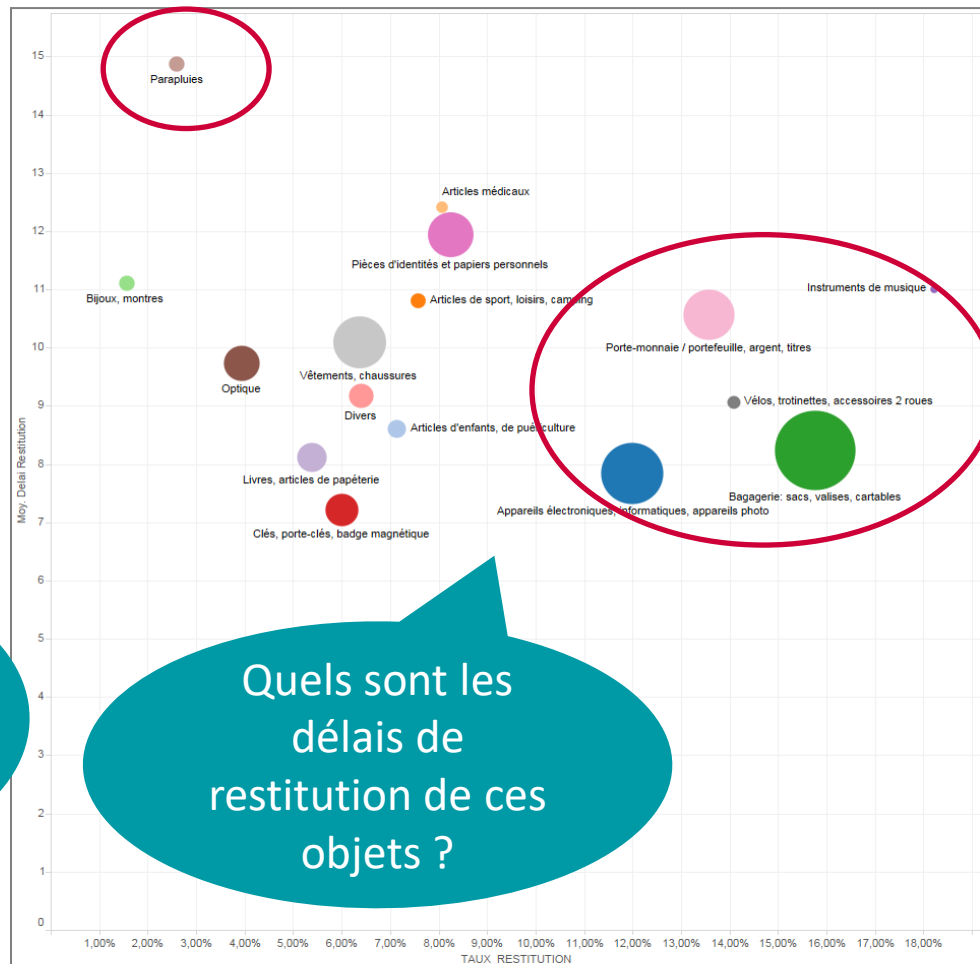 15
Parapluies
14
13
Articles médicaux
12
Pièces d'identités et papiers personnels
11
Bijoux, montres
Articles de sport, loisirs, camping
Instruments de musique
10
Vêtements, chaussures
Porte-monnaie / portefeuille, argent, titres
Optique
9
Divers
Vélos, trotinettes, accessoires 2 roues
Articles d'enfants, de puériculture
8
Livres, articles de papéterie
Bagagerie: sacs, valises, cartables
Appareils électroniques, informatiques, appareils photo
7
Clés, porte-clés, badge magnétique
Moy. Delai Restitution
6
5
4
3
2
1
0
Quels sont les
délais de
restitution de ces
objets ?
1,00% 2,00% 3,00% 4,00% 5,00% 6,00% 7,00% 8,00% 9,00% 10,00% 11,00% 12,00% 13,00% 14,00% 15,00% 16,00% 17,00% 18,00%
TAUX RESTITUTION